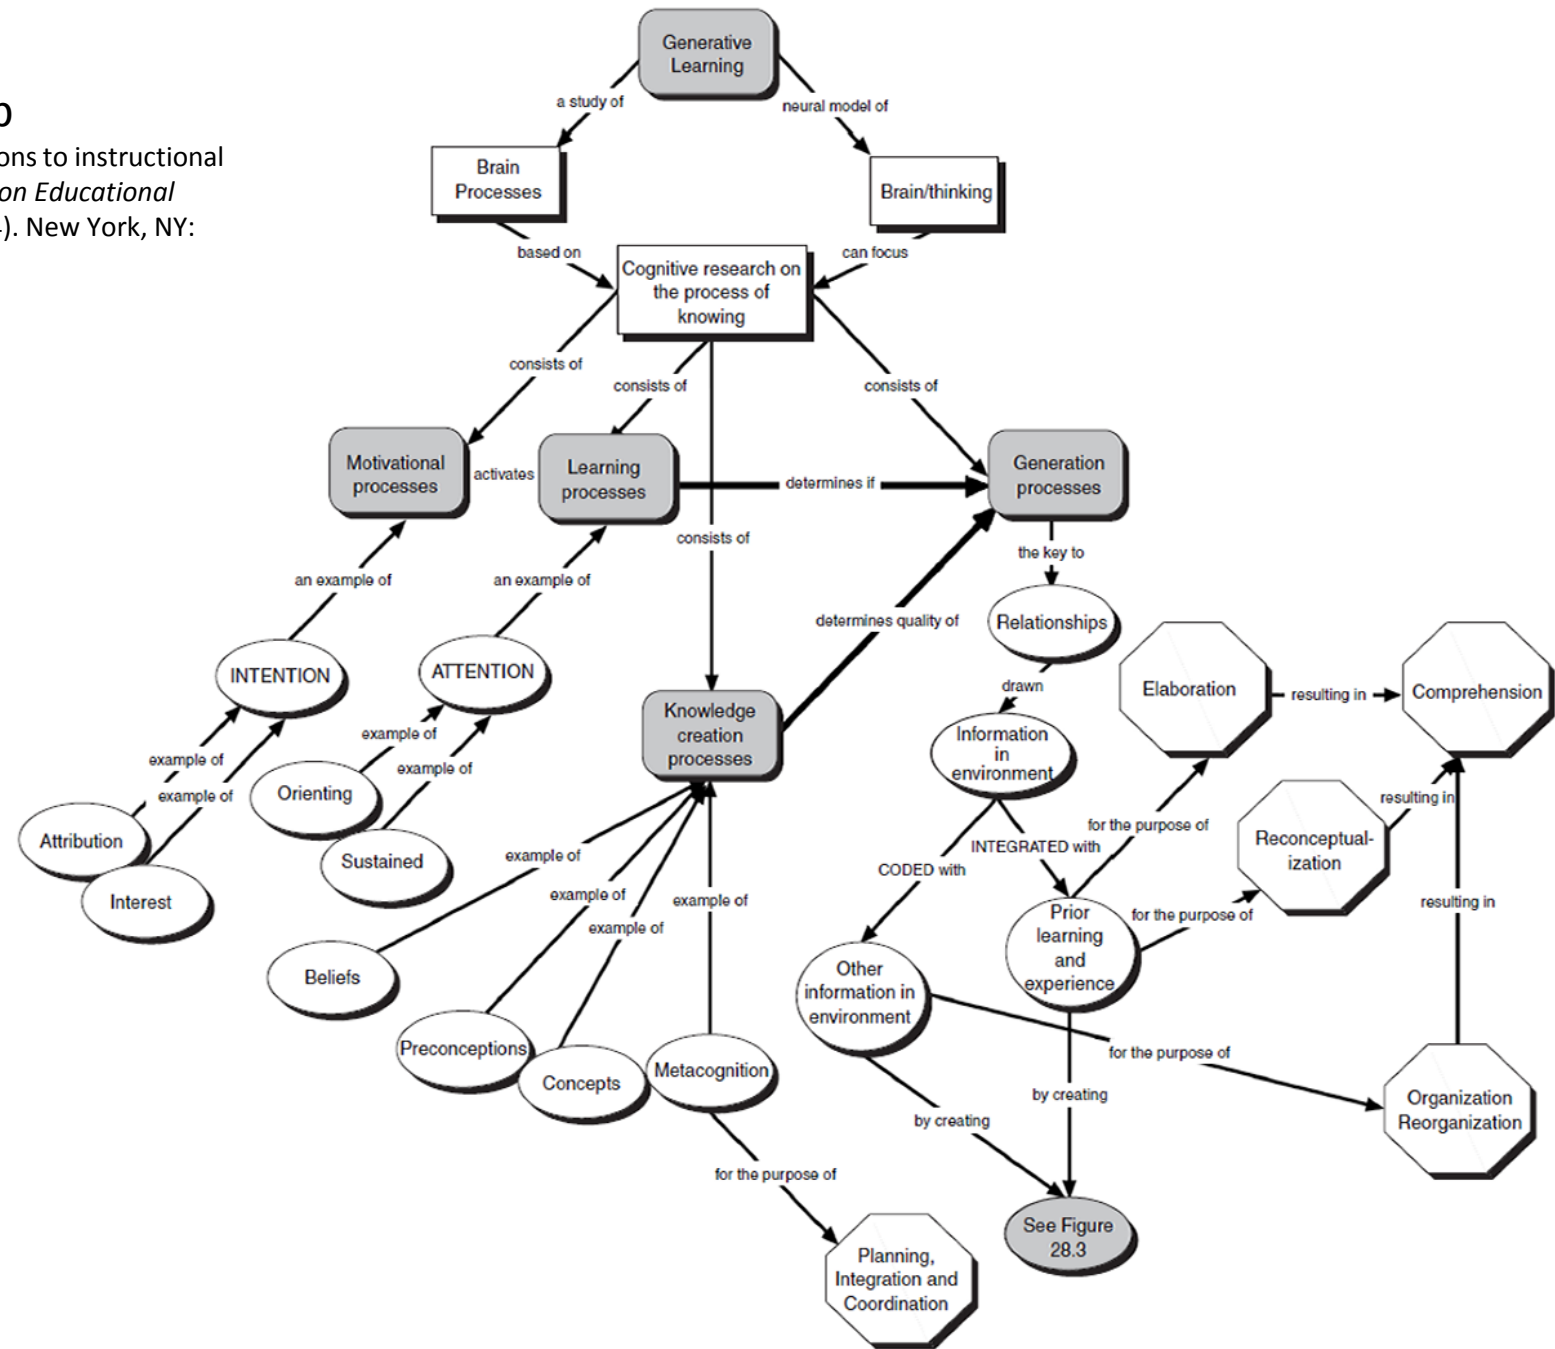 Generative
Learning
a study of
neural model of
p
ons to instructional
on Educational
4). New York, NY:
Brain
Processes
Brain/thinking
based on
can focus
Cognitive research on
the process of
knowing
consists of
consists of
consists of
Motivational
processes
activates
Learning
processes
determines if
Generation
processes
consists of
the key to
an example of
an example of
determines quality of
Relationships
INTENTION
ATTENTION
drawn
Elaboration
resulting in
Comprehension
Knowledge
creation
processes
Information
in
environment
example of
example of
example of
example of
Orienting
Attribution
Sustained
Interest
for the purpose of
resulting in
Reconceptual-
ization
INTEGRATED with
CODED with
example of
example of
example of
example of
resulting in
Prior
learning
and
experience
for the purpose of
Beliefs
Other
information in
environment
Preconceptions
Concepts
Metacognition
for the purpose of
by creating
by creating
Organization
Reorganization
for the purpose of
See Figure
28.3
Planning,
Integration and
Coordination